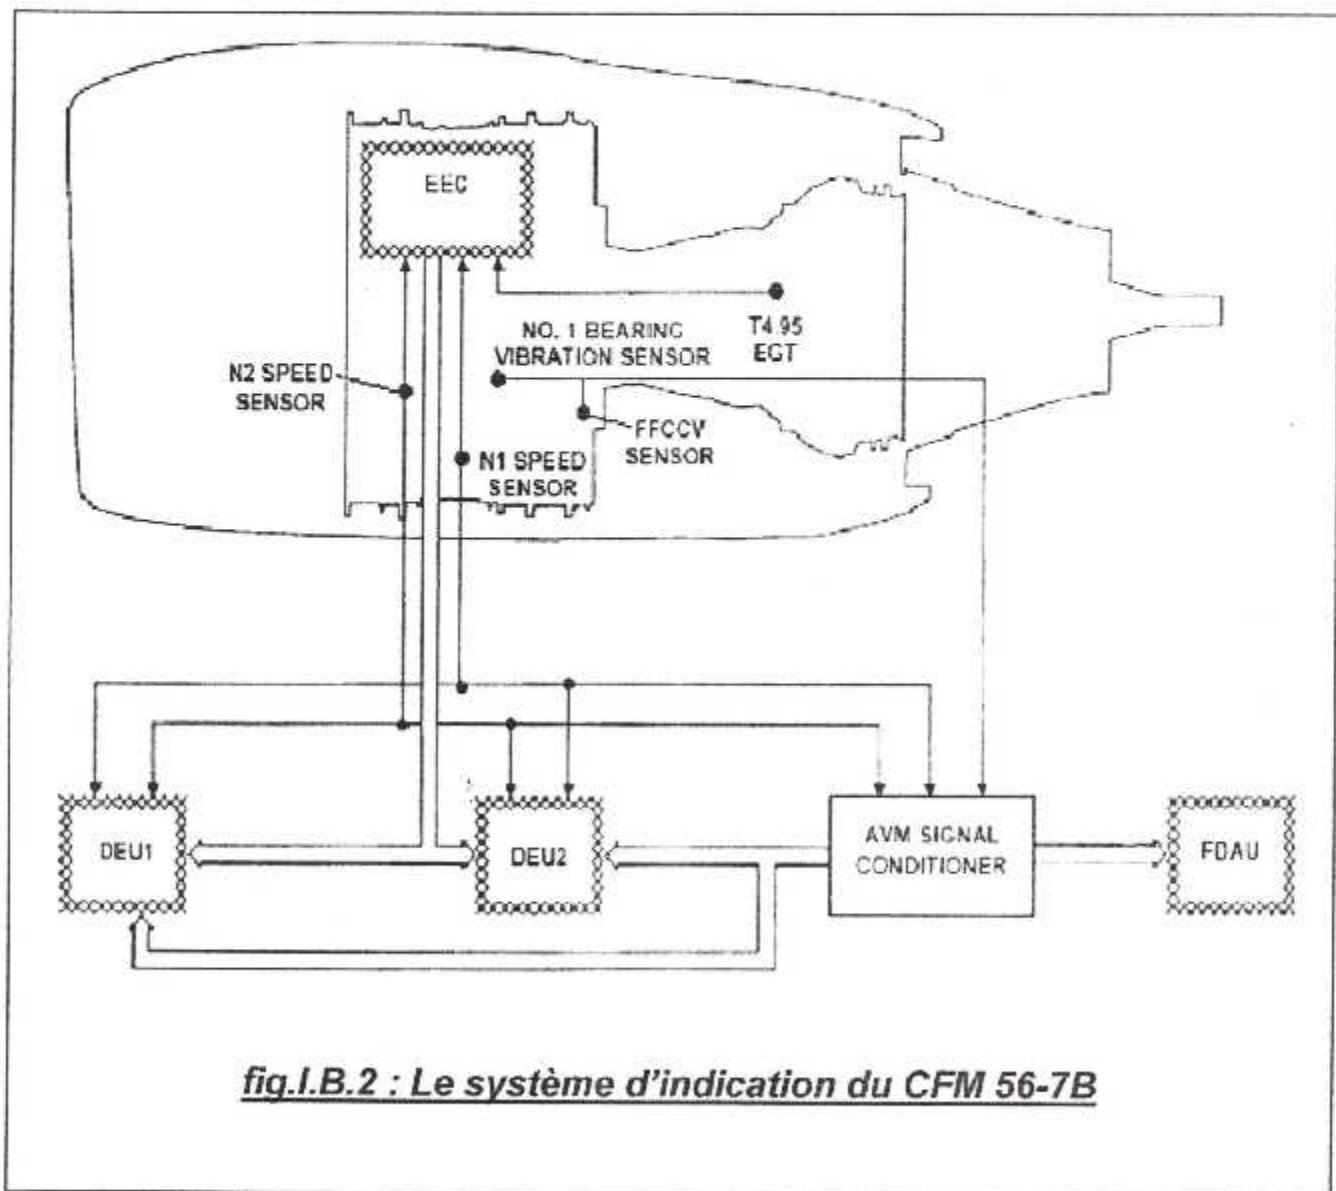 EEC
T4.95
EGT
NO. 1 BEARING
VIBRATION SENSOR
N2 SPEED
SENSOR
FFCCV
SENSOR
N1 SPEED
SENSOR
DEU1
DEU2
AVM SIGNAL
CONDITIONER
FDAU
fig.I.B.2 : Le système d'indication du CFM 56-7B